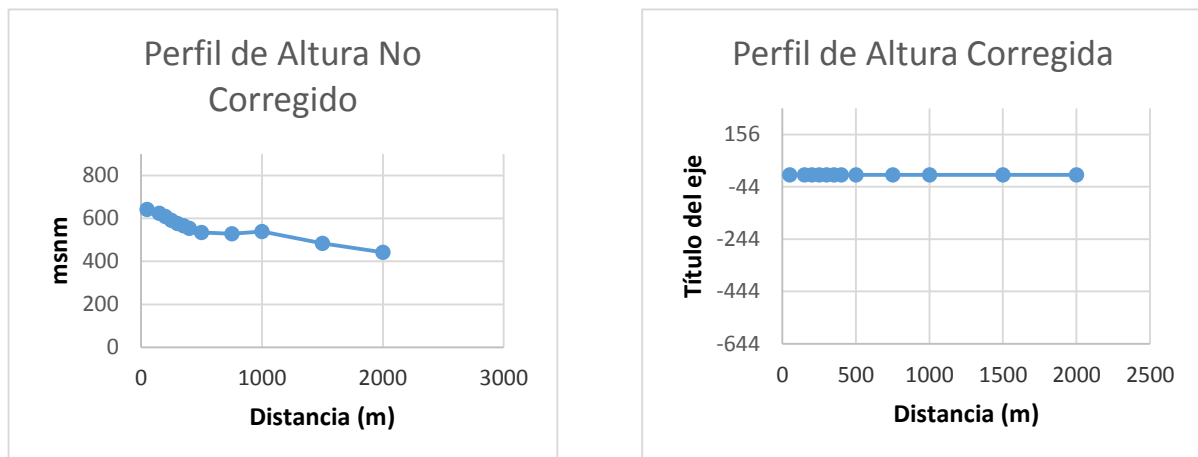 Perfil de Altura No
Corregido
800
600
400
200
0
msnm
0 1000 2000 3000
Distancia (m)
Perfil de Altura Corregida
156
-44
-244
-444
-644
Título del eje
0 500 1000 1500 2000 2500
Distancia (m)